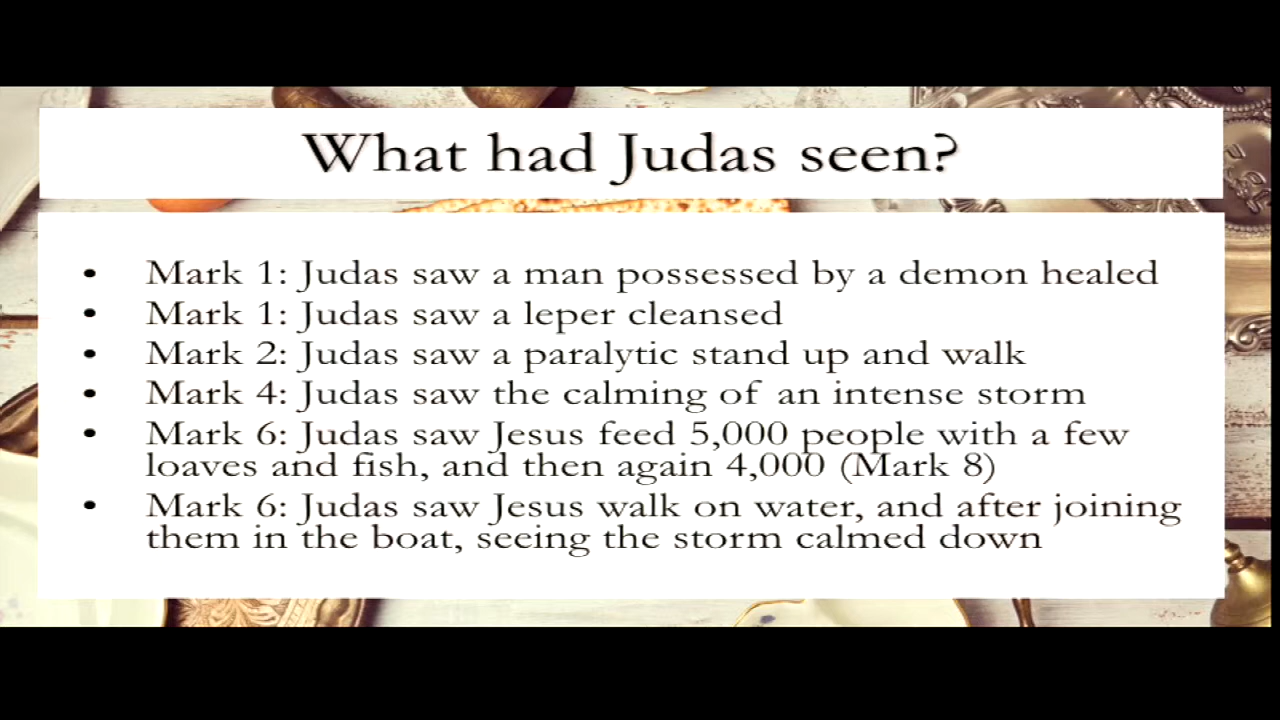 What had Judas seen?
• Mark 1: Judas saw a man possessed by a demon healed
• Mark 1: Judas saw a leper cleansed
• Mark 2: Judas saw a paralytic stand up and walk
• Mark 4: Judas saw the calming of an intense storm
• Mark 6: Judas saw Jesus feed 5,000 people with a few
loaves and fish, and then again 4,000 (Mark 8)
• Mark 6: Judas saw Jesus walk on water, and after joining
them in the boat, seeing the storm calmed down